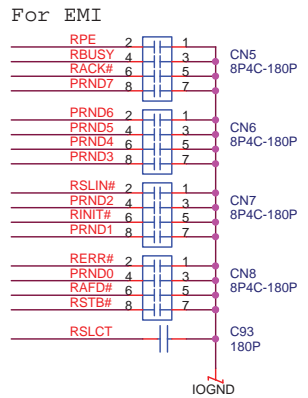 For EMI
RPE 2 1
RBUSY 4 3 CN5
RACK# 6 5 8P4C-180P
PRND7 8 7
PRND6 2 1
PRND5 4 3 CN6
PRND4 6 5 8P4C-180P
PRND3 8 7
RSLIN# 2 1
PRND2 4 3 CN7
RINIT# 6 5 8P4C-180P
PRND1 8 7
RERR# 2 1
PRND0 4 3 CN8
RAFD# 6 5 8P4C-180P
RSTB# 8 7
RSLCT C93
180P
IOGND